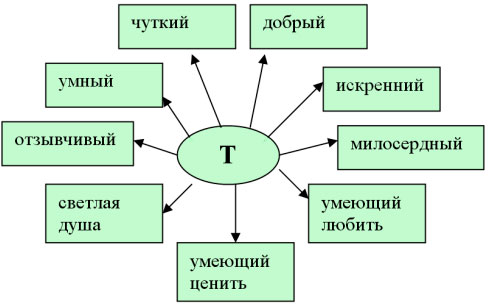 чуткий
добрый
умный
искренний
отзывчивый
Т
милосердный
светлая
душа
умеющий
любить
умеющий
ценить